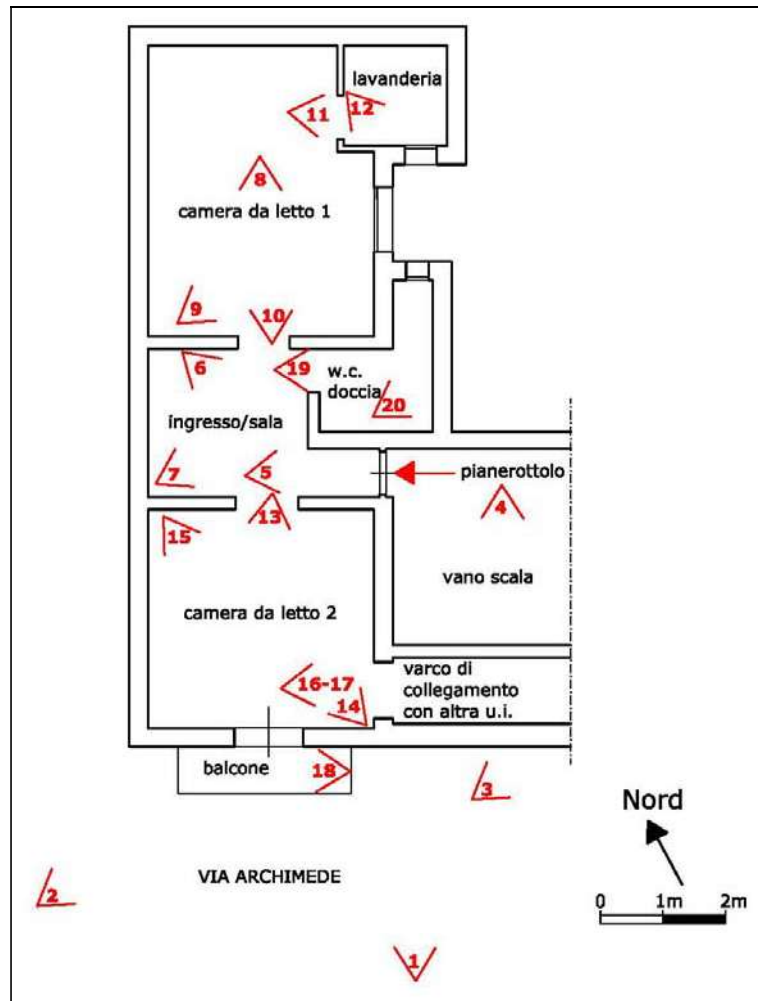 lavanderia
11
12
8
camera da letto 1
9
10
6
19
w.c.
doccia
20
ingresso/sala
7
5
pianerottolo
4
13
15
vano scala
camera da letto 2
16-17
14
varco di
collegamento
con altra u.i.
balcone
18
3
Nord
VIA ARCHIMEDE
2
0 1m 2m
1